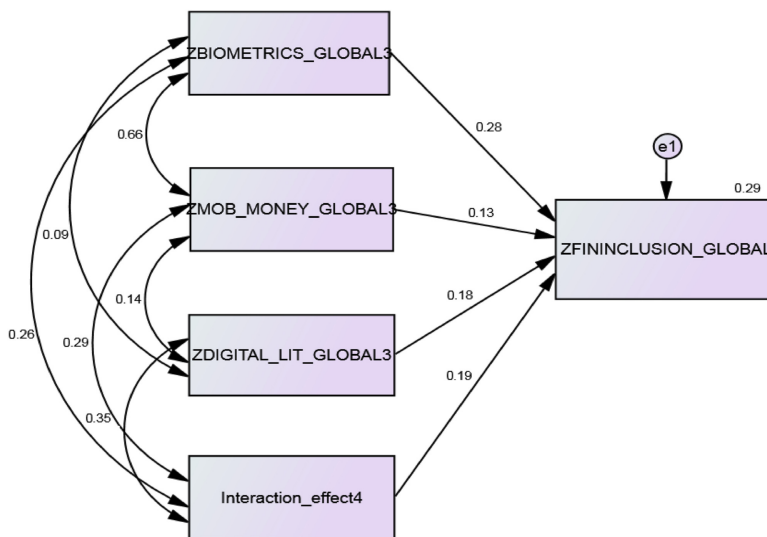 ZBIOMETRICS_GLOBAL3
0.28
e1
0.66
0.29
ZMOB_MONEY_GLOBAL3
0.13
ZFININCLUSION_GLOBAL
0.09
0.14
0.18
0.26
0.29
ZDIGITAL_LIT_GLOBAL3
0.19
0.35
Interaction_effect4